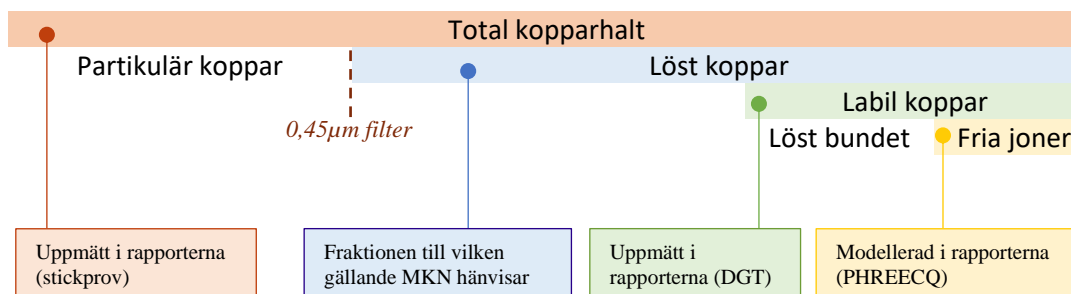 Total kopparhalt
Partikulär koppar
Löst koppar
Labil koppar
0,45µm filter
Löst bundet
Fria joner
Uppmätt i rapporterna
(stickprov)
Fraktionen till vilken
gällande MKN hänvisar
Uppmätt i
rapporterna (DGT)
Modellerad i rapporterna
(PHREECQ)